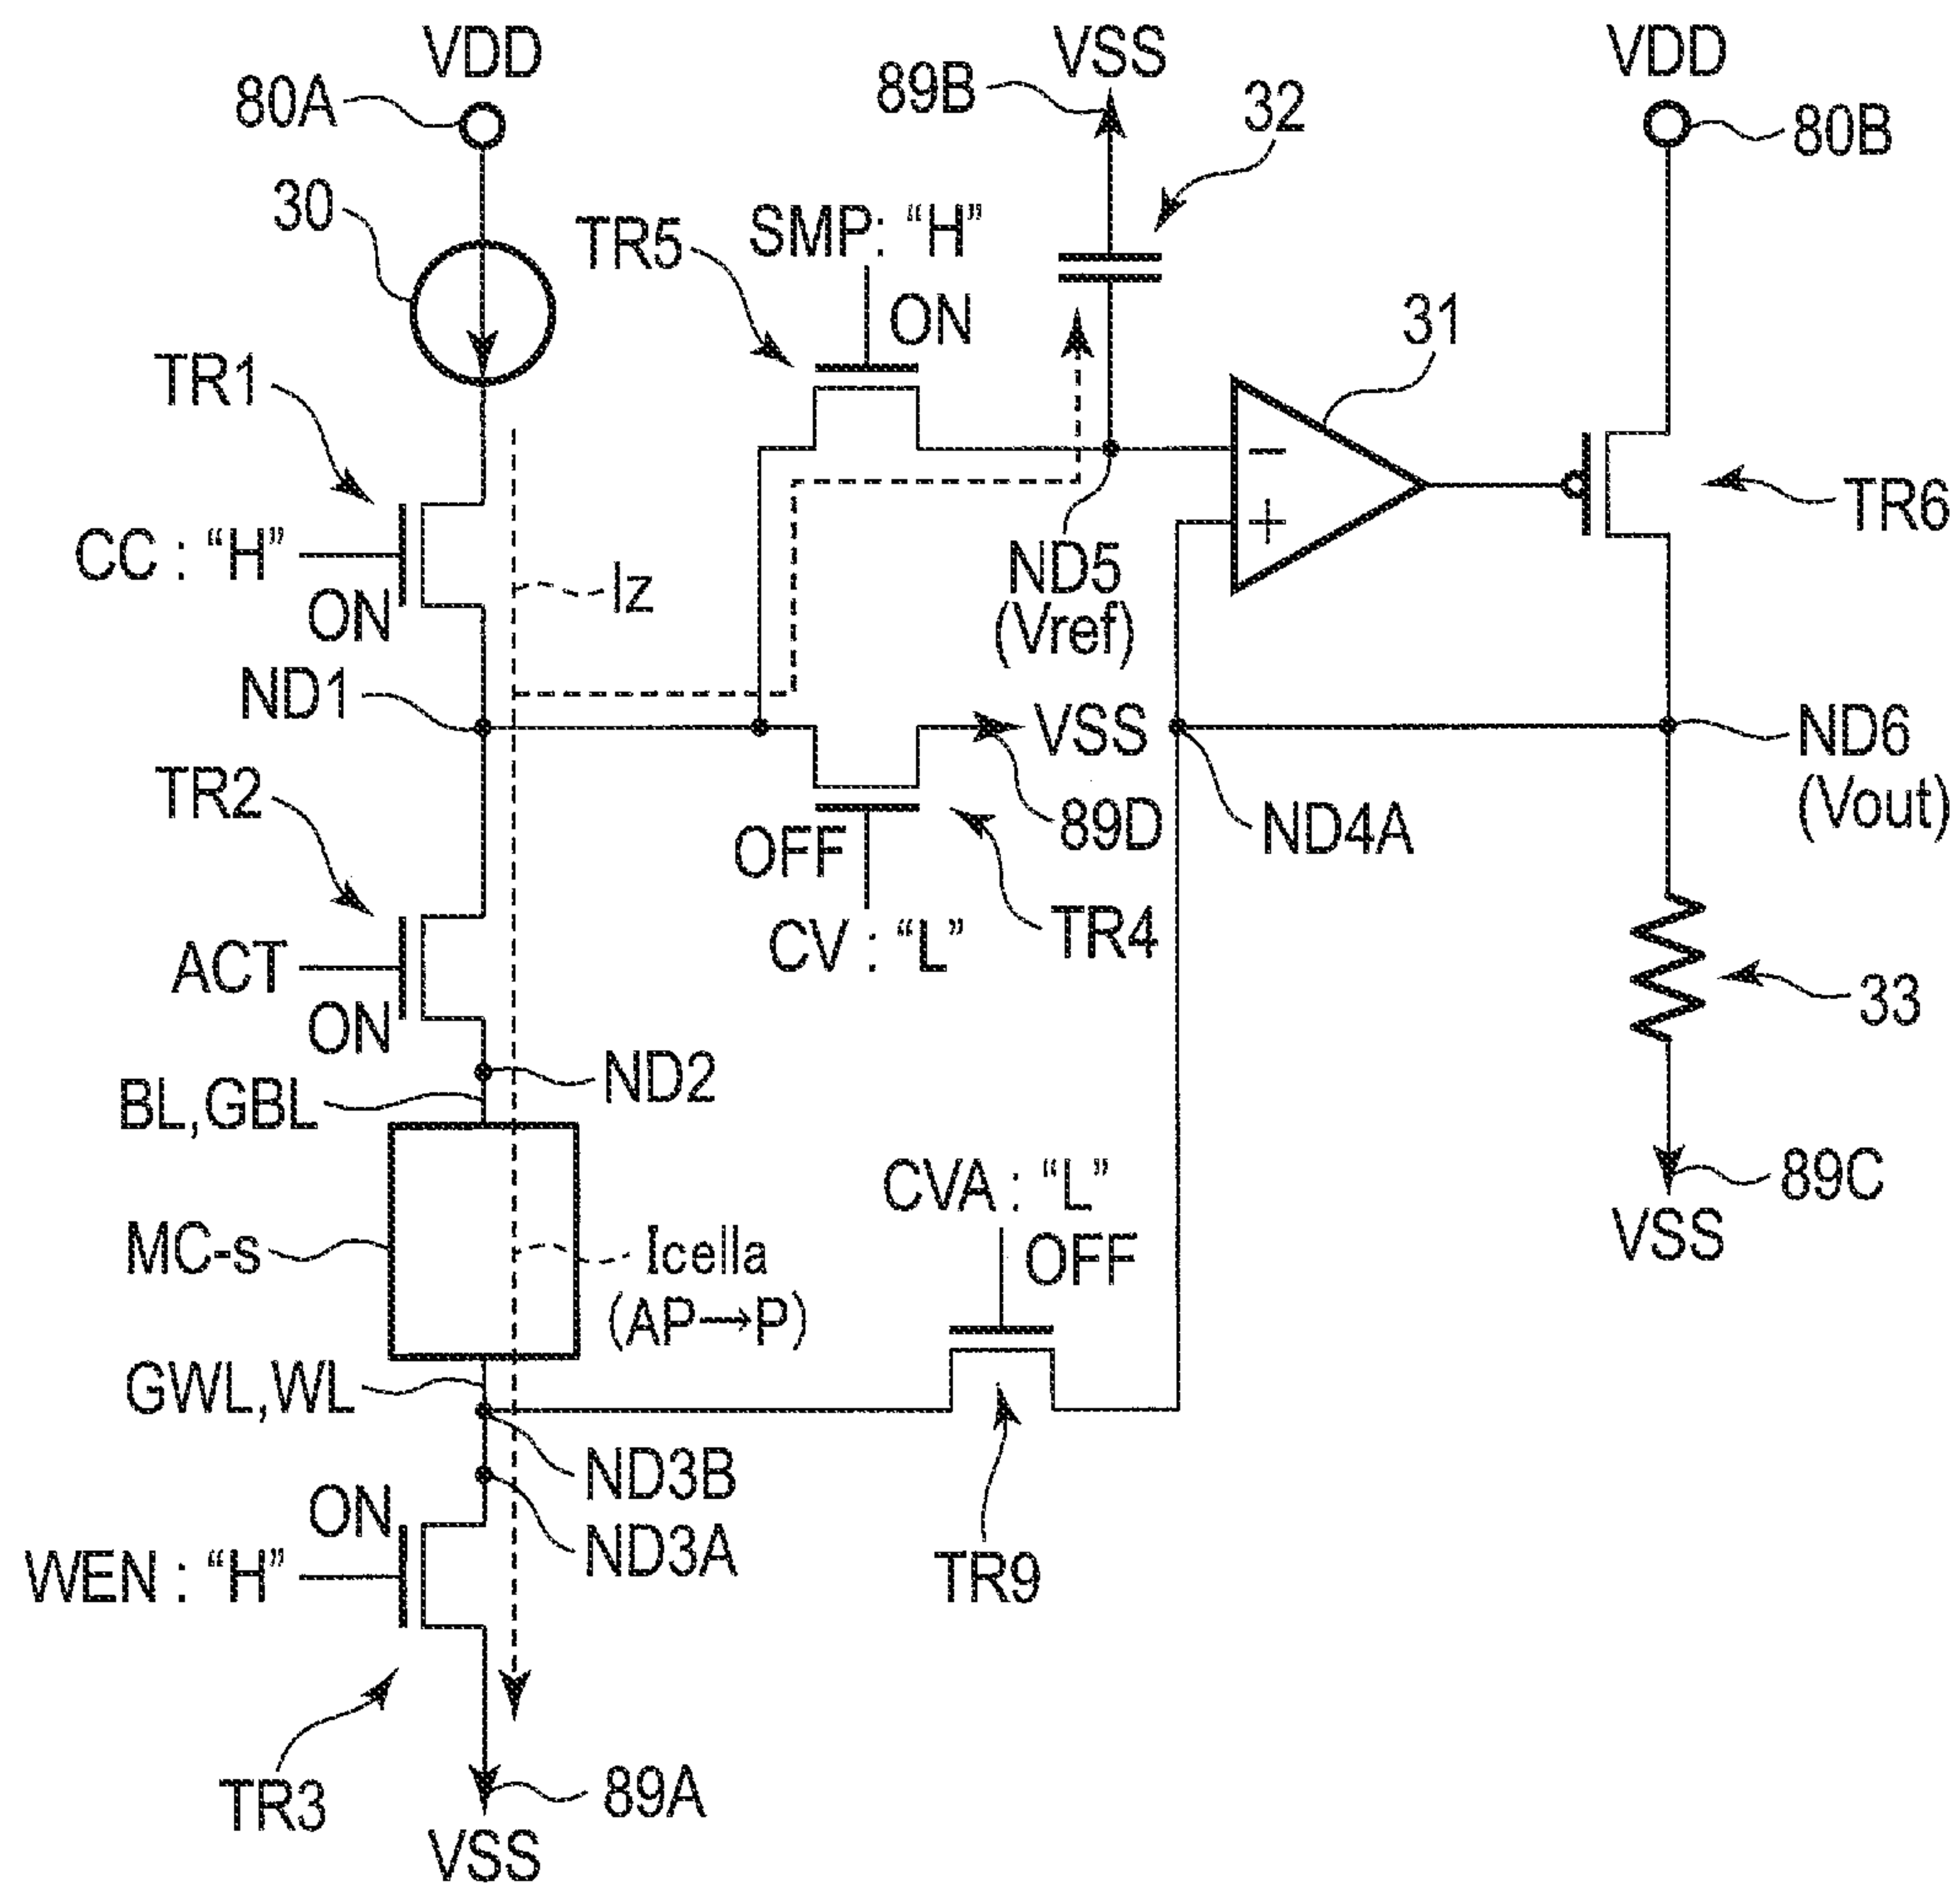 VDD
80A
30
TR1
CC : “H”
ON
Iz
ND1
TR2
ACT
ON
ND2
BL,GBL
MC-s
Icella
(AP→P)
GWL,WL
ND3B
ND3A
ON
WEN : “H”
TR3
89A
VSS
VSS
89B
32
SMP: “H”
ON
TR5
31
−
+
ND5
(Vref)
VSS
89D
OFF
CV : “L”
TR4
ND4A
CVA : “L”
OFF
TR9
VDD
80B
TR6
ND6
(Vout)
33
89C
VSS